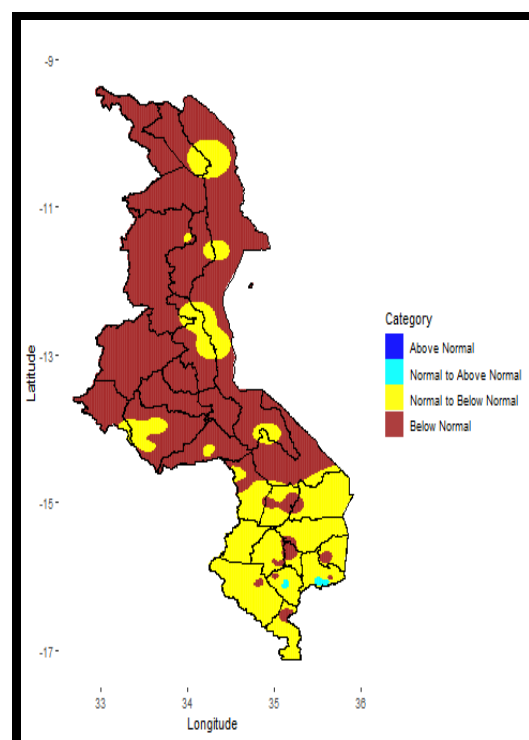 -9
-11
-13
-15
-17
Latitude
33
34
35
36
Longitude
Category
Above Normal
Normal to Above Normal
Normal to Below Normal
Below Normal